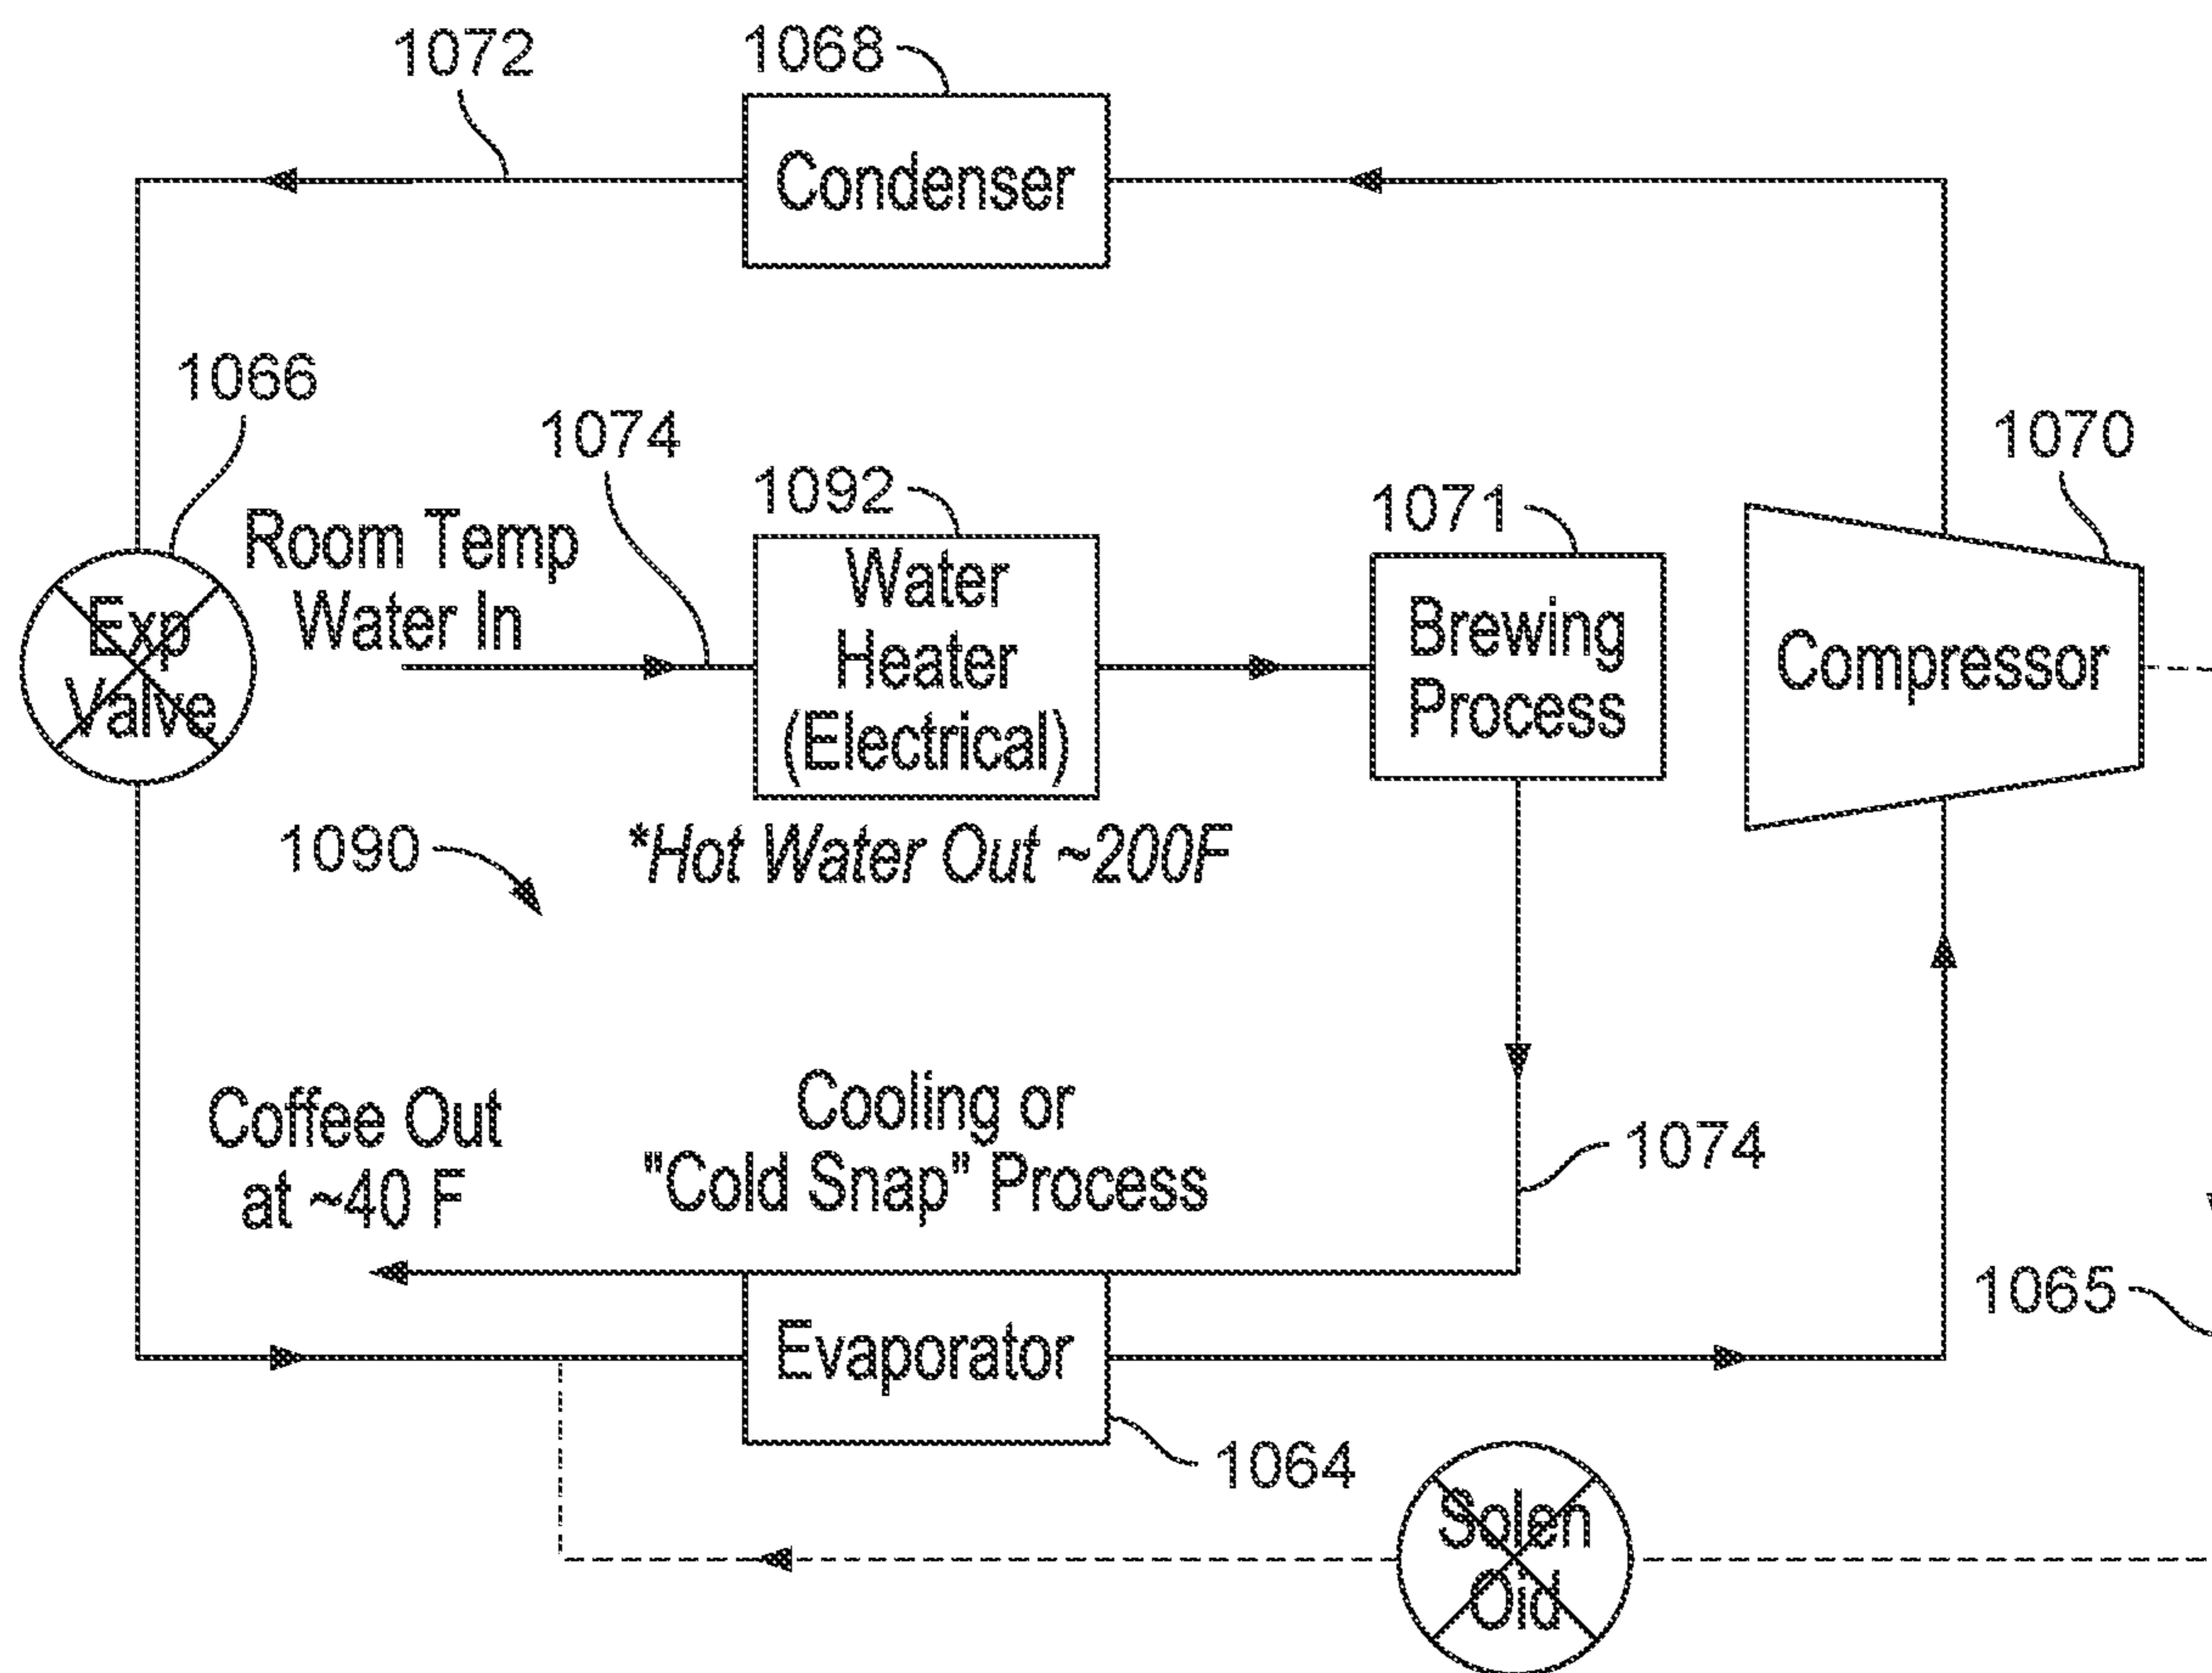 1072
1068
Condenser
1066
1074
1092
1071
1070
Room Temp
Water In
Exp
Valve
Water
Heater
(Electrical)
Brewing
Process
Compressor
1090
*Hot Water Out ~200F
Coffee Out
at ~40 F
Cooling or
"Cold Snap" Process
1074
1065
Evaporator
1064
Solen
Oid